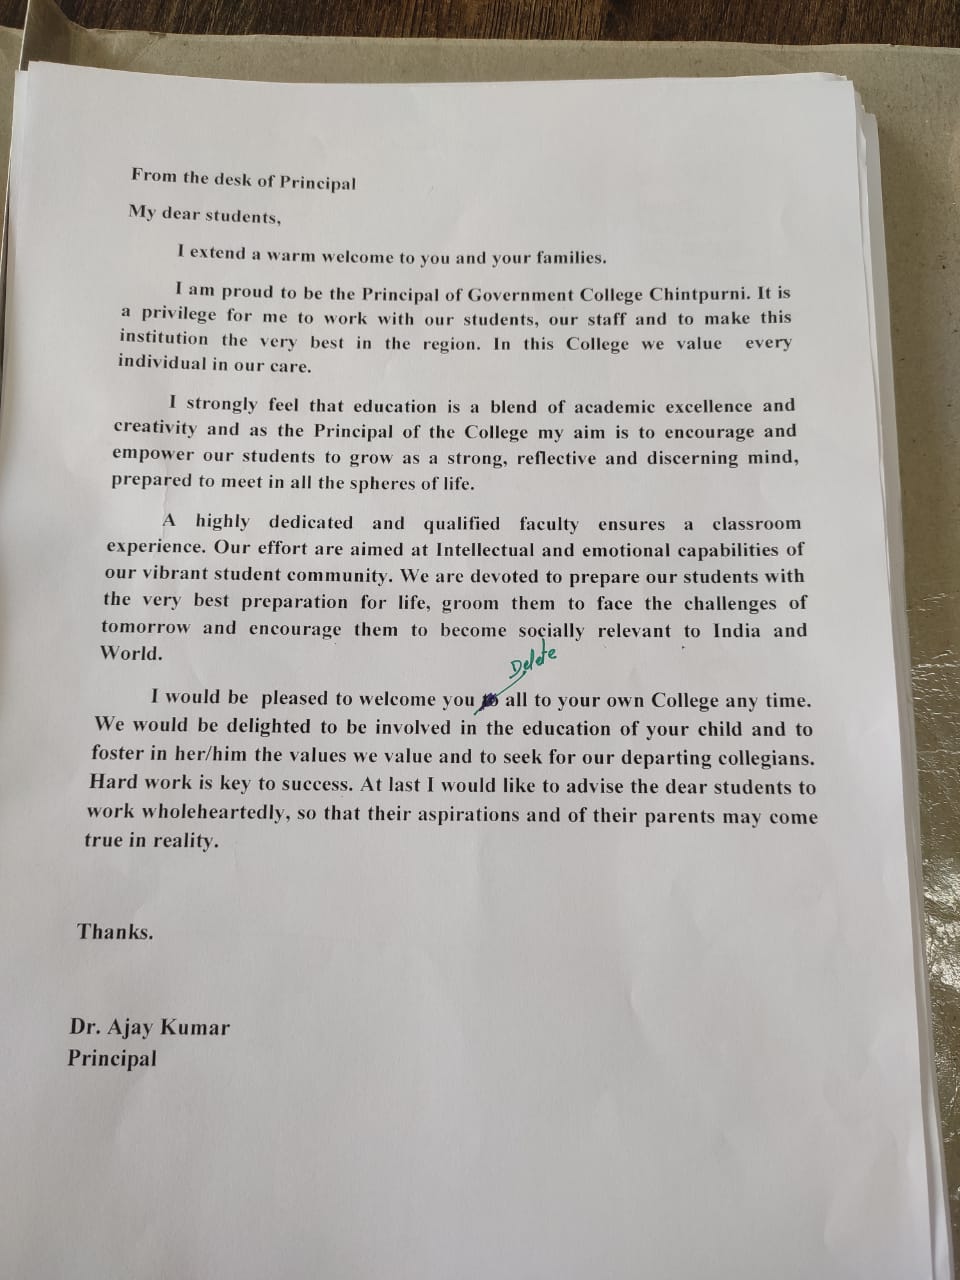 From the desk of Principal
My dear students,
I extend a warm welcome to you and your families.
I am proud to be the Principal of Government College Chintpurni. It is
a privilege for me to work with our students, our staff and to make this
institution the very best in the region. In this College we value every
individual in our care.
I strongly feel that education is a blend of academic excellence and
creativity and as the Principal of the College my aim is to encourage and
empower our students to grow as a strong, reflective and discerning mind,
prepared to meet in all the spheres of life.
A highly dedicated and qualified faculty ensures a classroom
experience. Our effort are aimed at Intellectual and emotional capabilities of
our vibrant student community. We are devoted to prepare our students with
the very best preparation for life, groom them to face the challenges of
tomorrow and encourage them to become socially relevant to India and
World.
Delete
I would be pleased to welcome you all to your own College any time.
We would be delighted to be involved in the education of your child and to
foster in her/him the values we value and to seek for our departing collegians.
Hard work is key to success. At last I would like to advise the dear students to
work wholeheartedly, so that their aspirations and of their parents may come
true in reality.
Thanks.
Dr. Ajay Kumar
Principal